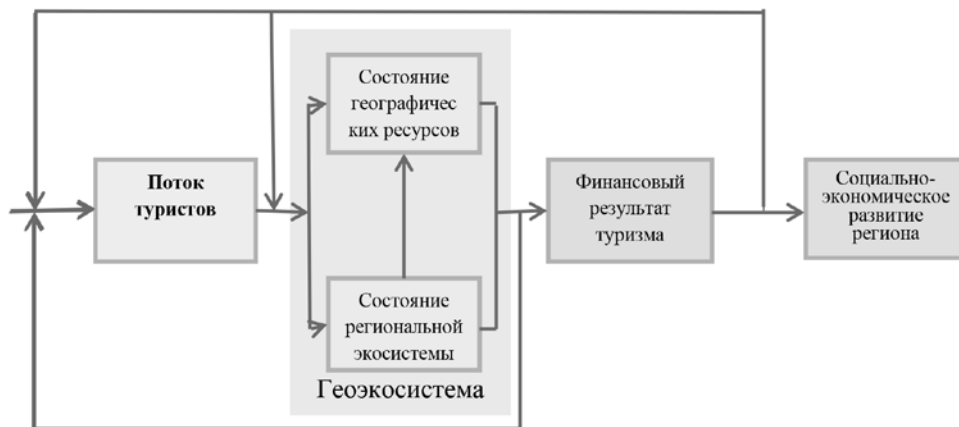 Состояние
географичес
ких ресурсов
Поток
туристов
Финансовый
результат
туризма
Социально-
экономическое
развитие
региона
Состояние
региональной
экосистемы
Геоэкосистема